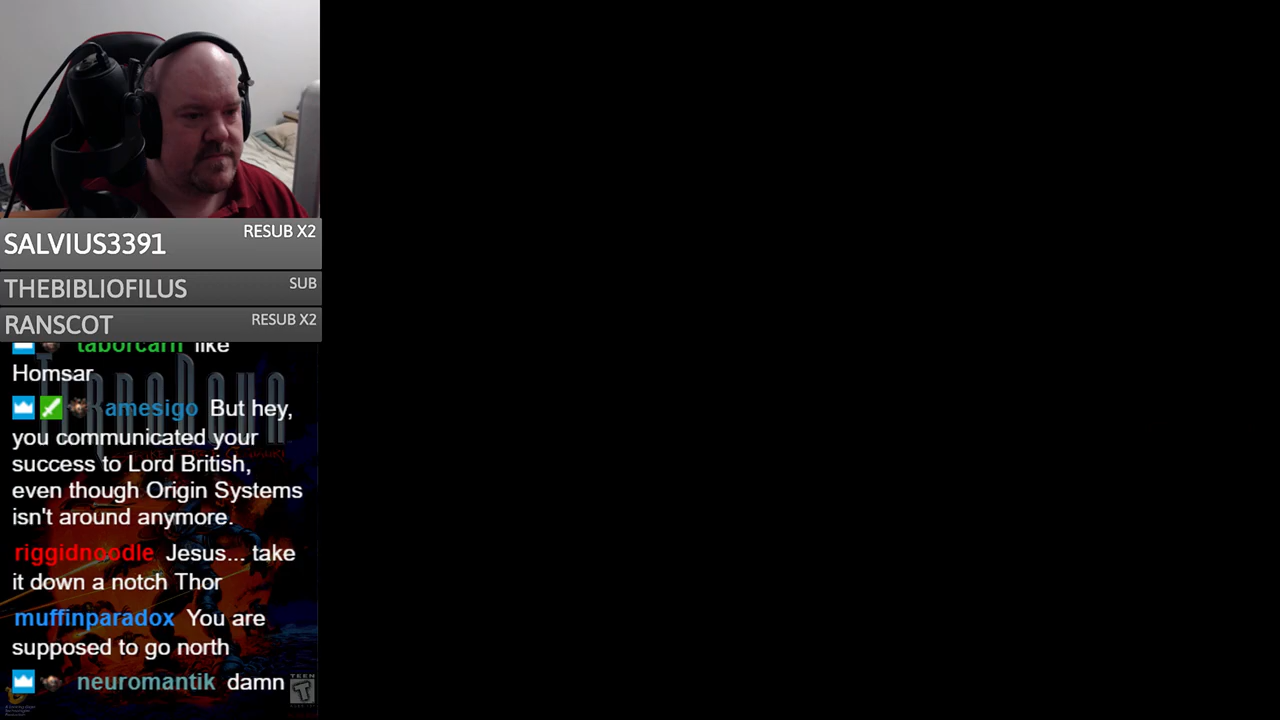 SALVIUS3391 RESUB X2
THEBIBLIOFILUS SUB
RANSCOT RESUB X2
taborcarn like
Homsar
amesigo But hey,
you communicated your
success to Lord British,
even though Origin Systems
isn't around anymore.
riggidnoodle Jesus... take
it down a notch Thor
muffinparadox You are
supposed to go north
neuromantik damn
TEEN
T